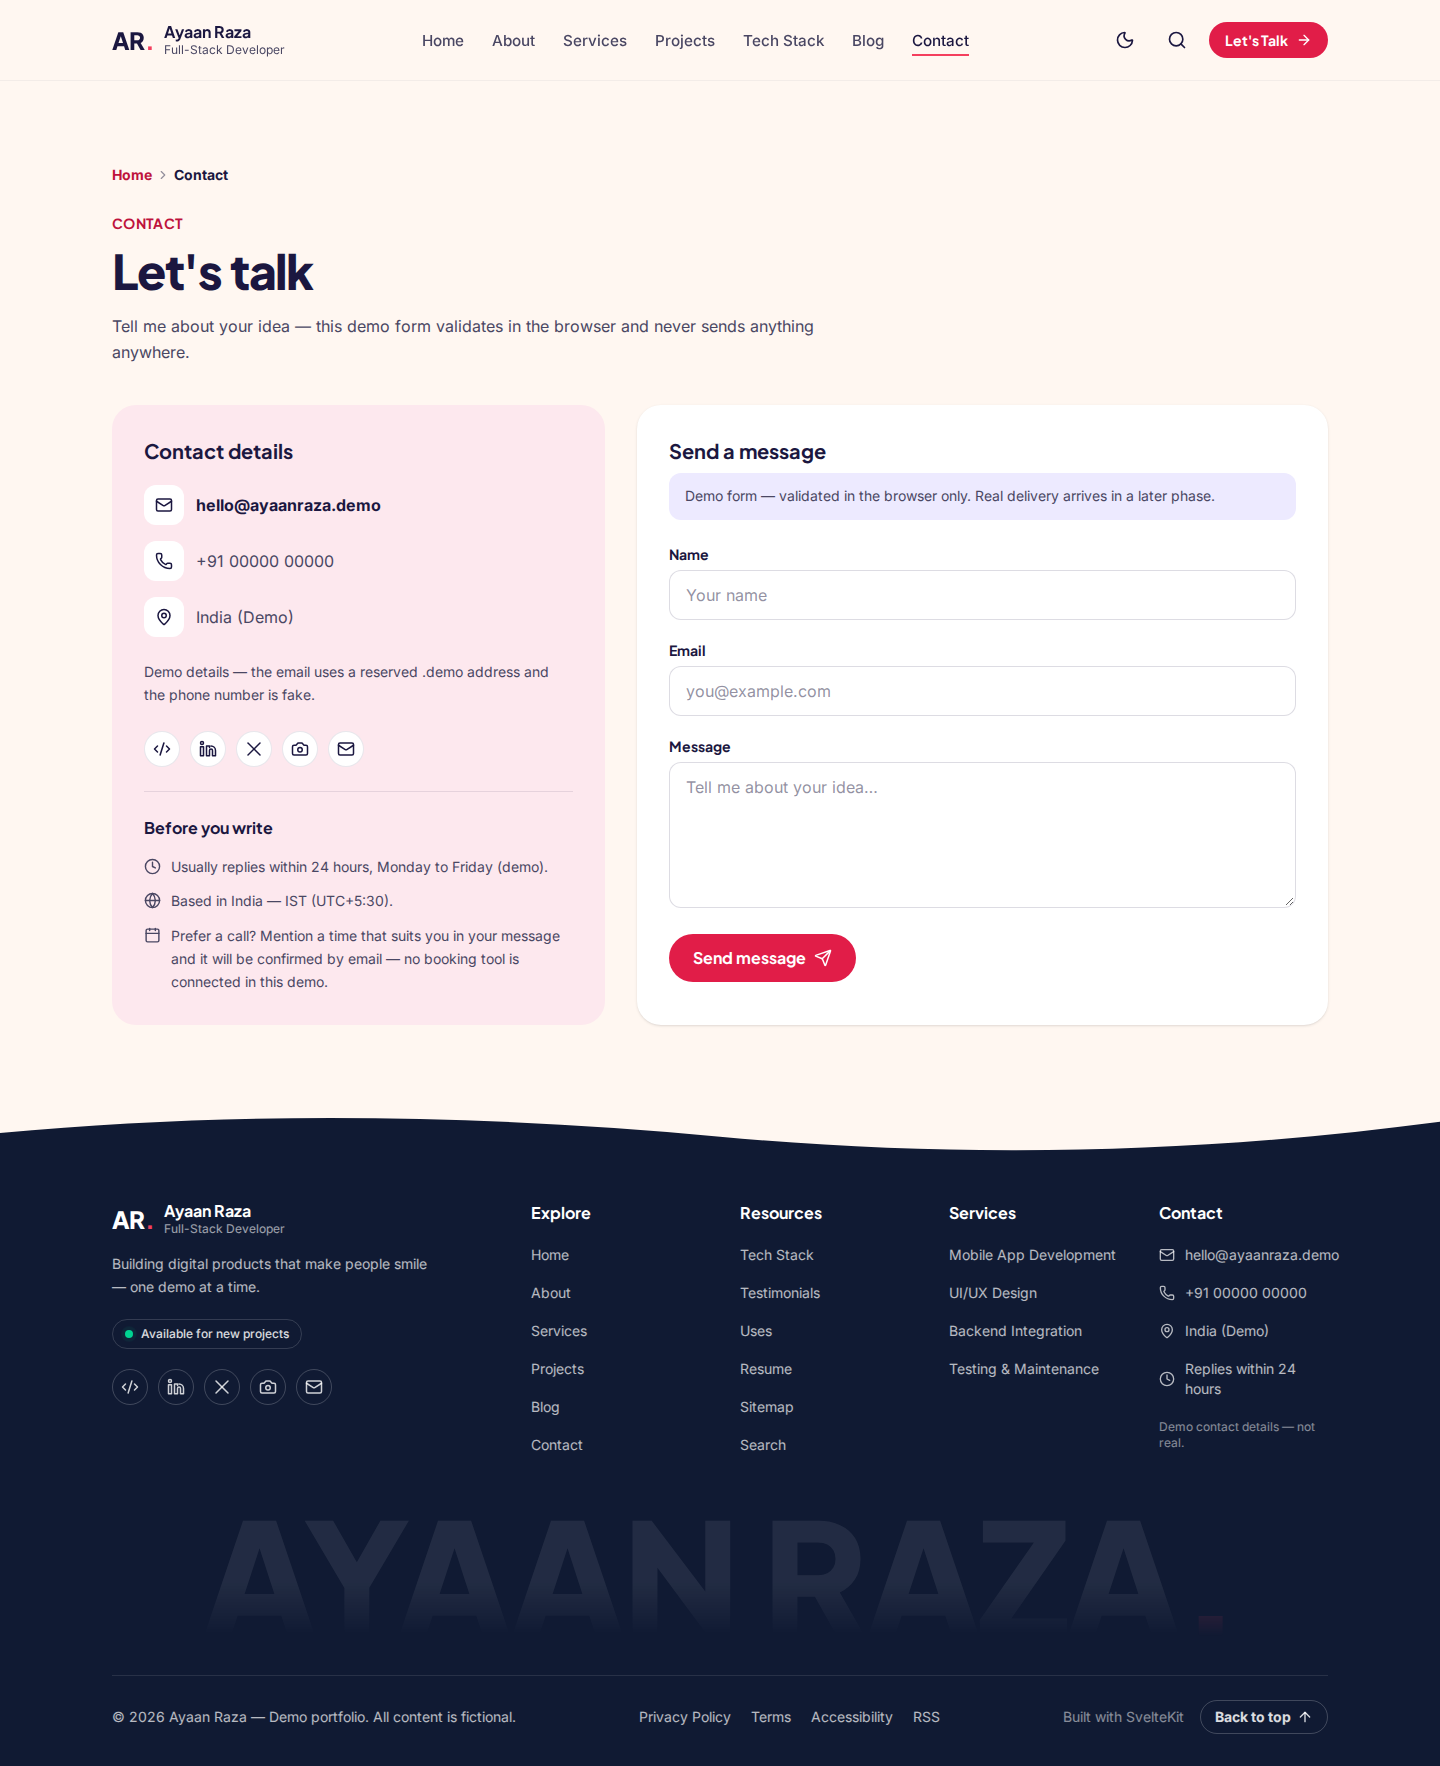 AR.
Ayaan Raza
Full-Stack Developer
Home
About
Services
Projects
Tech Stack
Blog
Contact
Let's Talk
Home
Contact
CONTACT
Let's talk
Tell me about your idea — this demo form validates in the browser and never sends anything
anywhere.
Contact details
hello@ayaanraza.demo
+91 00000 00000
India (Demo)
Demo details — the email uses a reserved .demo address and
the phone number is fake.
Before you write
Usually replies within 24 hours, Monday to Friday (demo).
Based in India — IST (UTC+5:30).
Prefer a call? Mention a time that suits you in your message
and it will be confirmed by email — no booking tool is
connected in this demo.
Send a message
Demo form — validated in the browser only. Real delivery arrives in a later phase.
Name
Your name
Email
you@example.com
Message
Tell me about your idea...
Send message
AR.
Ayaan Raza
Full-Stack Developer
Building digital products that make people smile
— one demo at a time.
Available for new projects
Explore
Home
About
Services
Projects
Blog
Contact
Resources
Tech Stack
Testimonials
Uses
Resume
Sitemap
Search
Services
Mobile App Development
UI/UX Design
Backend Integration
Testing & Maintenance
Contact
hello@ayaanraza.demo
+91 00000 00000
India (Demo)
Replies within 24
hours
Demo contact details — not
real.
AYAAN RAZA.
© 2026 Ayaan Raza — Demo portfolio. All content is fictional.
Privacy Policy
Terms
Accessibility
RSS
Built with SvelteKit
Back to top